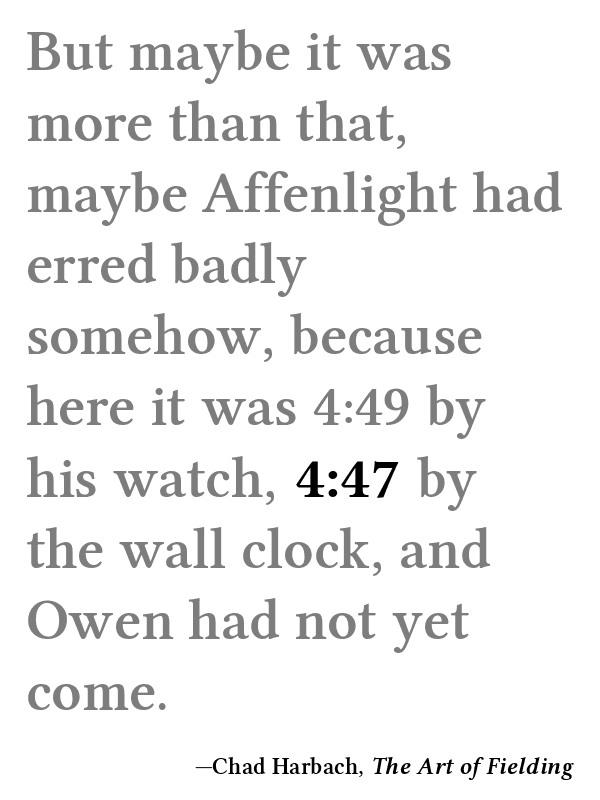 But maybe it was
more than that,
maybe Affenlight had
erred badly
somehow, because
here it was 4:49 by
his watch, 4:47 by
the wall clock, and
Owen had not yet
come.
—Chad Harbach, The Art of Fielding